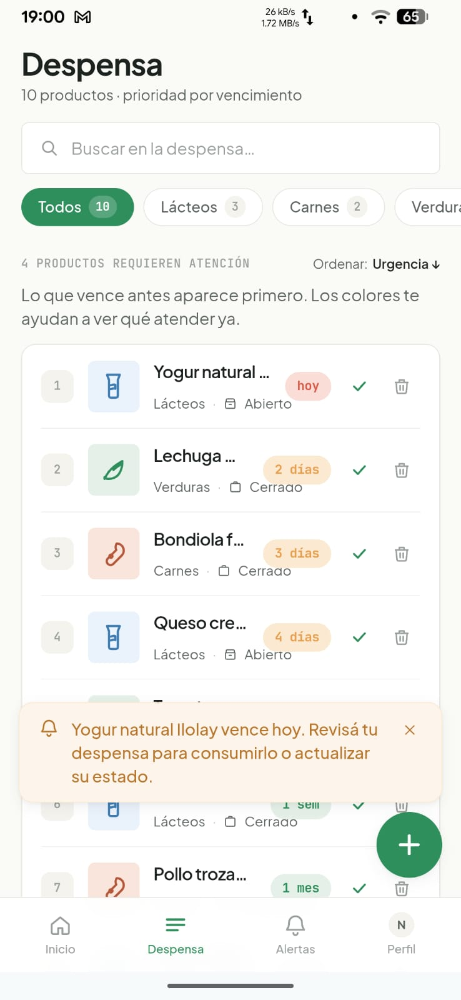 19:00
26 kB/s
1.72 MB/s
65
Despensa
10 productos · prioridad por vencimiento
Buscar en la despensa...
Todos 10 Lácteos 3 Carnes 2 Verdura
4 PRODUCTOS REQUIEREN ATENCIÓN
Ordenar: Urgencia ↓
Lo que vence antes aparece primero. Los colores te
ayudan a ver qué atender ya.
1 Yogur natural ... hoy
Lácteos · Abierto
2 Lechuga ... 2 días
Verduras · Cerrado
3 Bondiola f... 3 días
Carnes · Cerrado
4 Queso cre... 4 días
Lácteos · Abierto
Yogur natural Ilolay vence hoy. Revisá tu
despensa para consumirlo o actualizar
su estado.
6 1 sem
Lácteos · Cerrado
7 Pollo troza... 1 mes
Inicio Despensa Alertas N Perfil